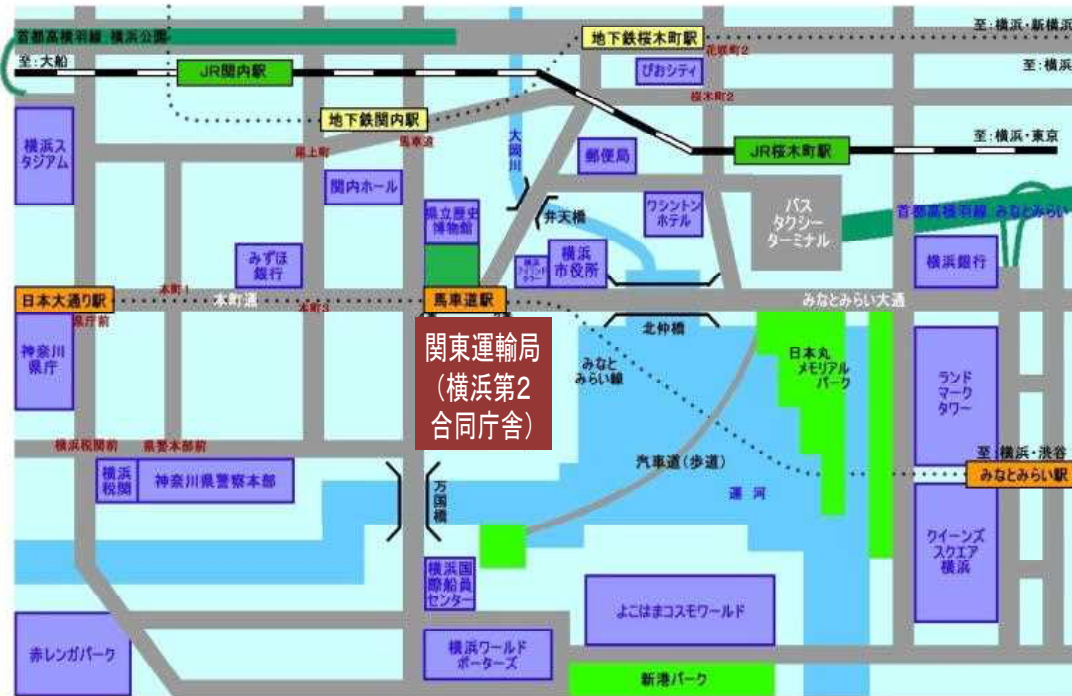 首都高横羽線 横浜公園
至:大船
JR関内駅
地下鉄桜木町駅
花咲町2
至:横浜・新横浜
至:横浜
ぴおシティ
桜木町2
地下鉄関内駅
馬車道
尾上町
大岡川
至:横浜・東京
JR桜木町駅
郵便局
横浜ス
タジアム
関内ホール
県立歴史
博物館
弁天橋
ワシントン
ホテル
バス
タクシー
ターミナル
首都高横羽線 みなとみらい
みずほ
銀行
横浜
アイランド
タワー
横浜
市役所
横浜銀行
日本大通り駅
本町1
本町通
本町3
馬車道駅
みなとみらい大通
県庁前
神奈川
県庁
関東運輸局
(横浜第2
合同庁舎)
北仲橋
みなと
みらい線
日本丸
メモリアル
パーク
ランド
マーク
タワー
横浜税関前
県警本部前
横浜
税関
神奈川県警察本部
万国橋
汽車道(歩道)
運河
至:横浜・渋谷
みなとみらい駅
クイーンズ
スクエア
横浜
横浜国
際船員
センター
よこはまコスモワールド
赤レンガパーク
横浜ワールド
ポーターズ
新港パーク